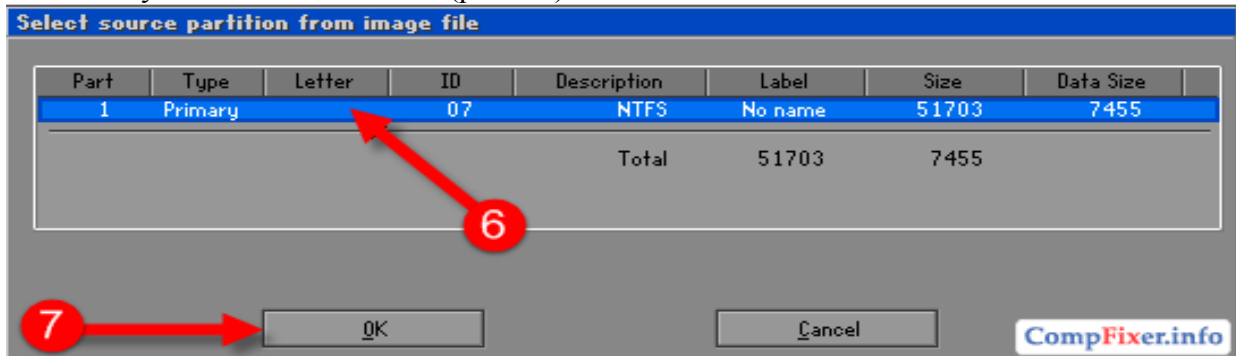 Select source partition from image file
Part Type Letter ID Description Label Size Data Size
1 Primary 07 NTFS No name 51703 7455
Total 51703 7455
6
7 OK Cancel CompFixer.info